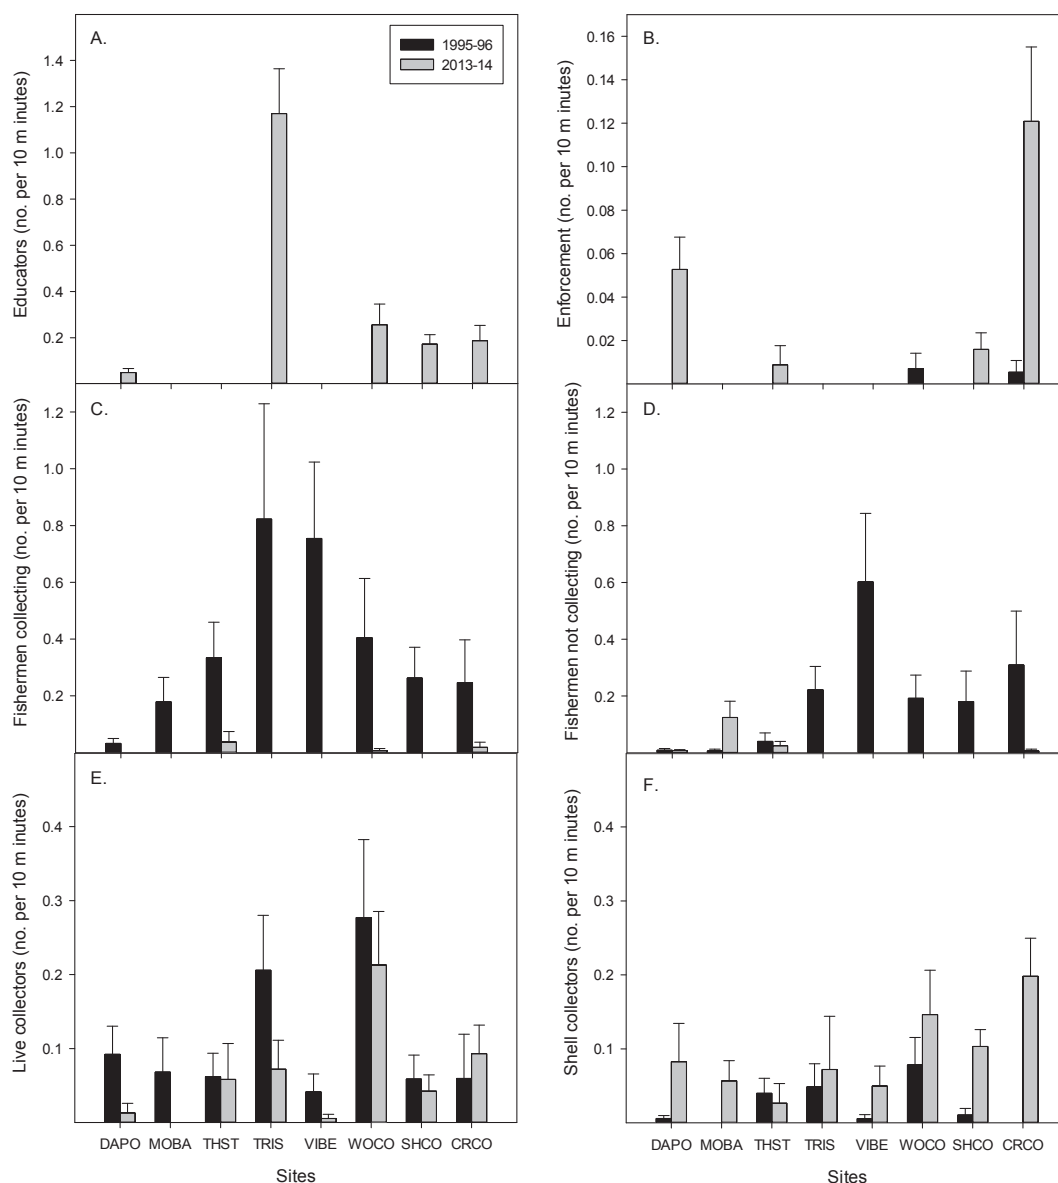 A.
1995-96
2013-14
Educators (no. per 10 m inutes)
1.4
1.2
1.0
0.8
0.6
0.4
0.2
B.
Enforcement (no. per 10 m inutes)
0.16
0.14
0.12
0.10
0.08
0.06
0.04
0.02
C.
Fishermen collecting (no. per 10 m inutes)
1.2
1.0
0.8
0.6
0.4
0.2
D.
Fishermen not collecting (no. per 10 m inutes)
1.2
1.0
0.8
0.6
0.4
0.2
E.
Live collectors (no. per 10 m inutes)
0.4
0.3
0.2
0.1
DAPO MOBA THST TRIS VIBE WOCO SHCO CRCO
Sites
F.
Shell collectors (no. per 10 m inutes)
0.4
0.3
0.2
0.1
DAPO MOBA THST TRIS VIBE WOCO SHCO CRCO
Sites